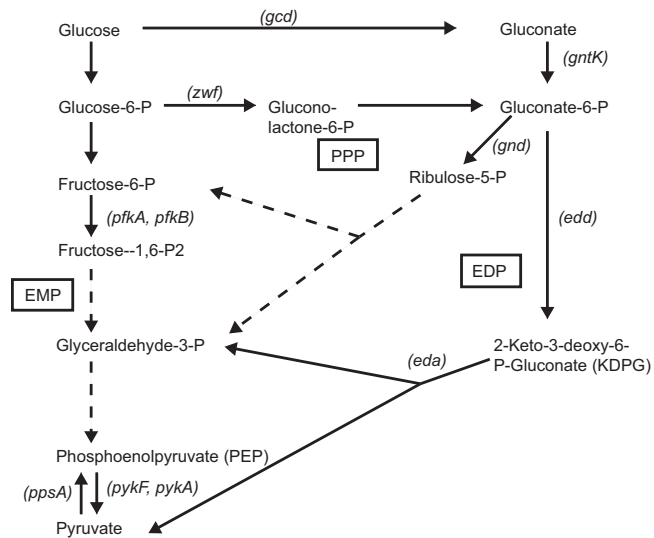 Glucose
(gcd)
Gluconate
(gntK)
Glucose-6-P
(zwf)
Glucono-
lactone-6-P
Gluconate-6-P
PPP
(gnd)
Ribulose-5-P
Fructose-6-P
(pfkA, pfkB)
(edd)
Fructose--1,6-P2
EDP
EMP
Glyceraldehyde-3-P
(eda)
2-Keto-3-deoxy-6-
P-Gluconate (KDPG)
Phosphoenolpyruvate (PEP)
(ppsA)
(pykF, pykA)
Pyruvate